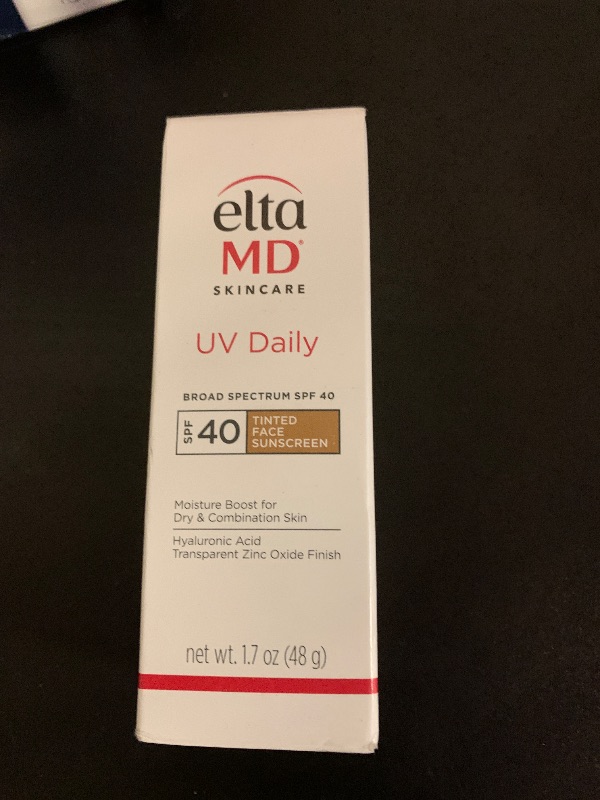 elta
MD®
SKINCARE
UV Daily
BROAD SPECTRUM SPF 40
SPF 40 TINTED
FACE
SUNSCREEN
Moisture Boost for
Dry & Combination Skin
Hyaluronic Acid
Transparent Zinc Oxide Finish
net wt. 1.7 oz (48 g)